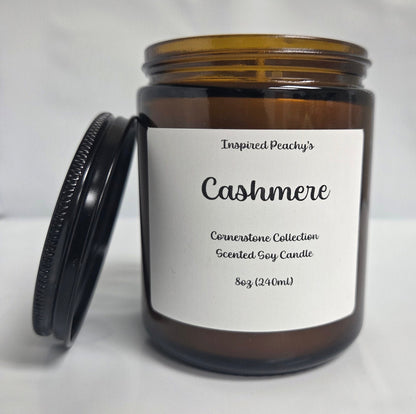 Inspired Peachy's
Cashmere
Cornerstone Collection
Scented Soy Candle
8oz (240ml)